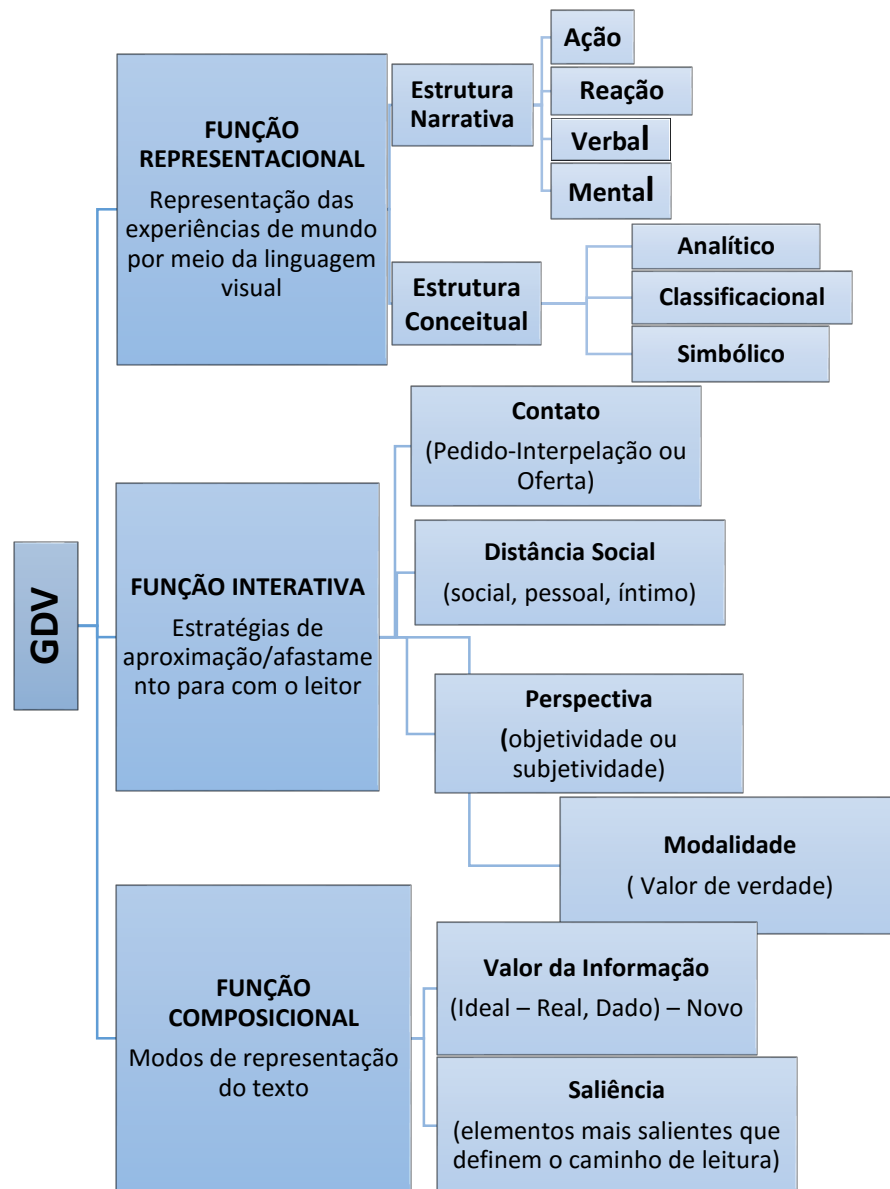 GDV
FUNÇÃO
REPRESENTACIONAL
Representação das
experiências de mundo
por meio da linguagem
visual
Estrutura
Narrativa
Ação
Reação
Verbal
Mental
Estrutura
Conceitual
Analítico
Classificacional
Simbólico
FUNÇÃO INTERATIVA
Estratégias de
aproximação/afastame
nto para com o leitor
Contato
(Pedido-Interpelação ou
Oferta)
Distância Social
(social, pessoal, íntimo)
Perspectiva
(objetividade ou
subjetividade)
Modalidade
( Valor de verdade)
FUNÇÃO
COMPOSICIONAL
Modos de representação
do texto
Valor da Informação
(Ideal – Real, Dado) – Novo
Saliência
(elementos mais salientes que
definem o caminho de leitura)